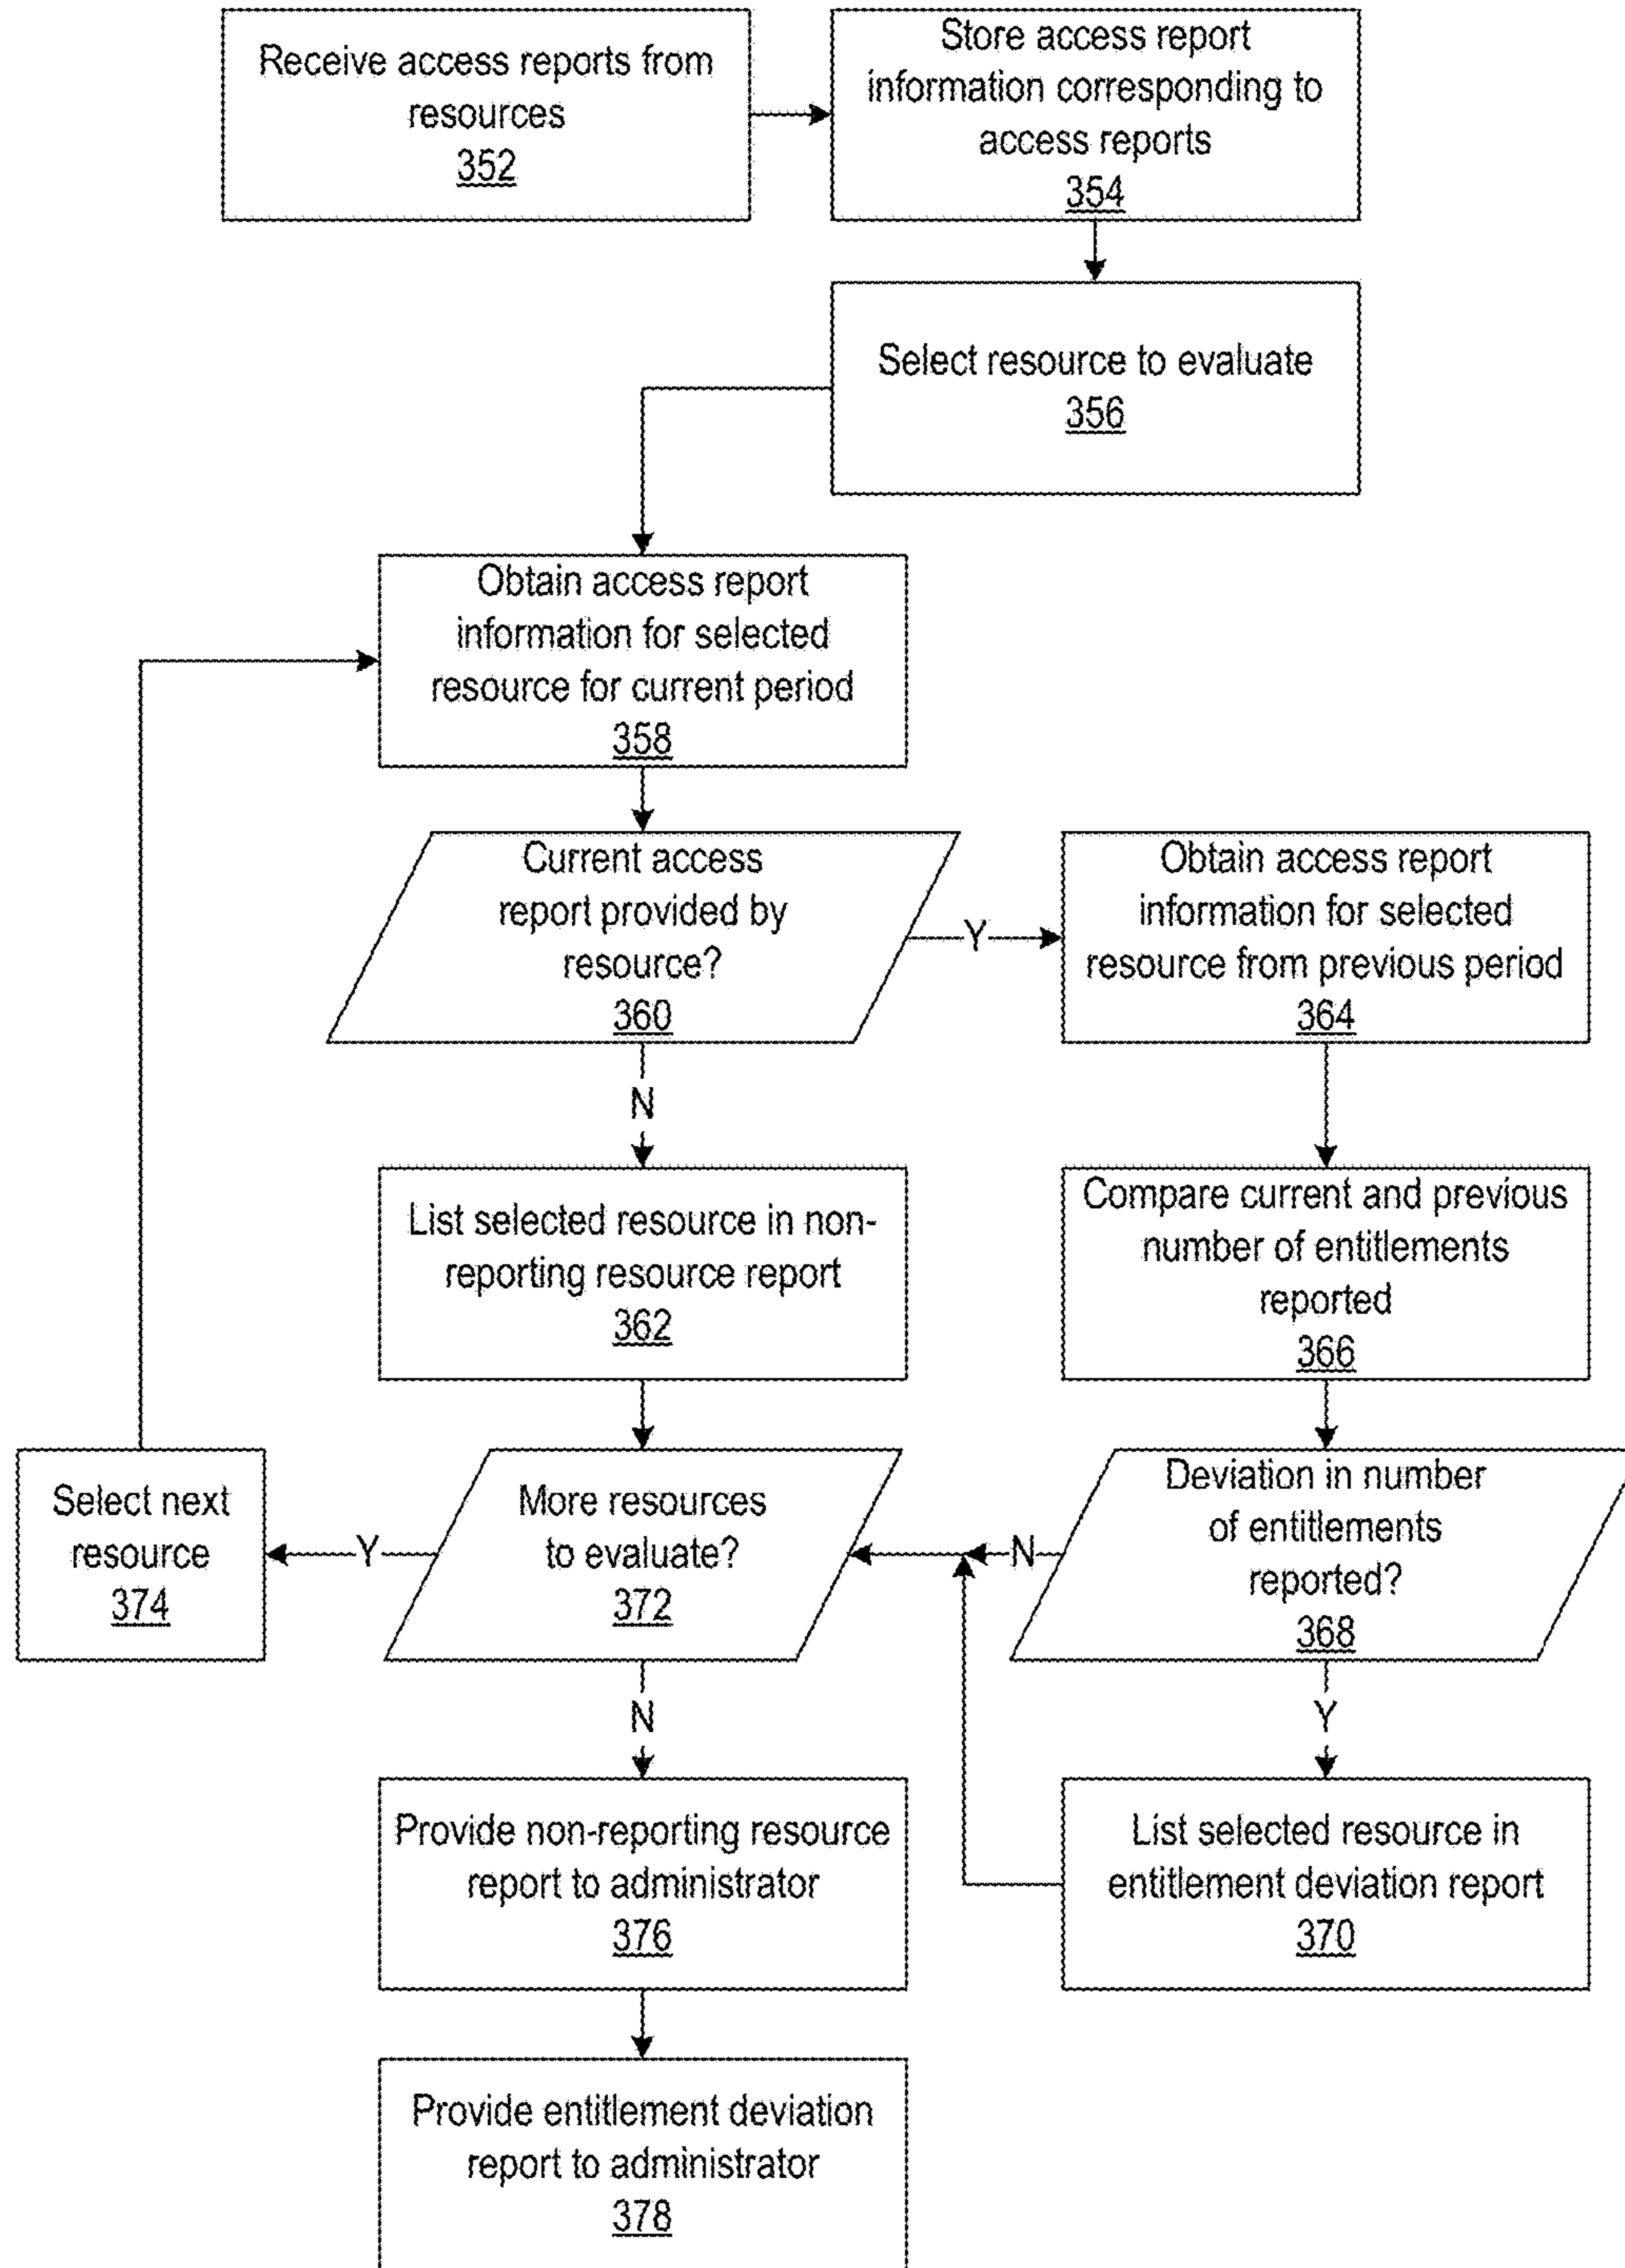 Receive access reports from
resources
352
Store access report
information corresponding to
access reports
354
Select resource to evaluate
356
Obtain access report
information for selected
resource for current period
358
Current access
report provided by
resource?
360
Y
Obtain access report
information for selected
resource from previous period
364
N
List selected resource in non-
reporting resource report
362
Compare current and previous
number of entitlements
reported
366
Select next
resource
374
Y
More resources
to evaluate?
372
N
Deviation in number
of entitlements
reported?
368
N
Y
Provide non-reporting resource
report to administrator
376
List selected resource in
entitlement deviation report
370
Provide entitlement deviation
report to administrator
378